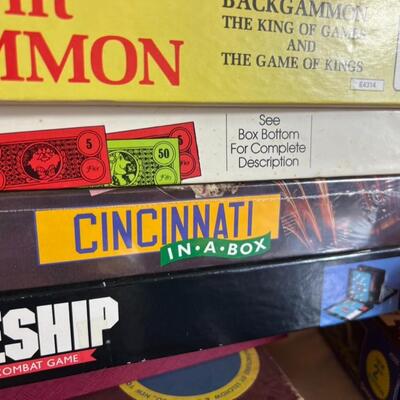 MMON
BACKGAMMON
THE KING OF GAMES
AND
THE GAME OF KINGS
E4314
5
50
See
Box Bottom
For Complete
Description
CINCINNATI
IN·A·BOX
ESHIP
COMBAT GAME